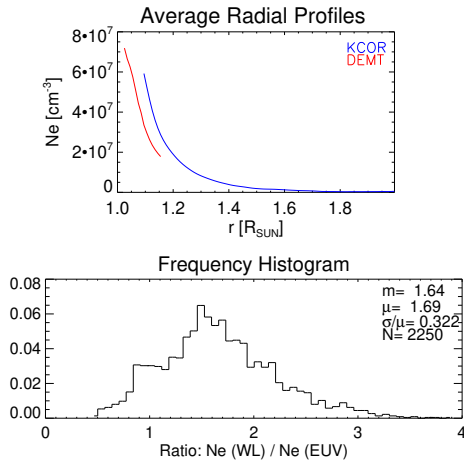 Average Radial Profiles
8•10⁷
6•10⁷
4•10⁷
2•10⁷
0
Ne [cm⁻³]
KCOR
DEMT
1.0 1.2 1.4 1.6 1.8
r [R_SUN]
Frequency Histogram
0.08
0.06
0.04
0.02
0.00
m= 1.64
μ= 1.69
σ/μ= 0.322
N= 2250
0 1 2 3 4
Ratio: Ne (WL) / Ne (EUV)